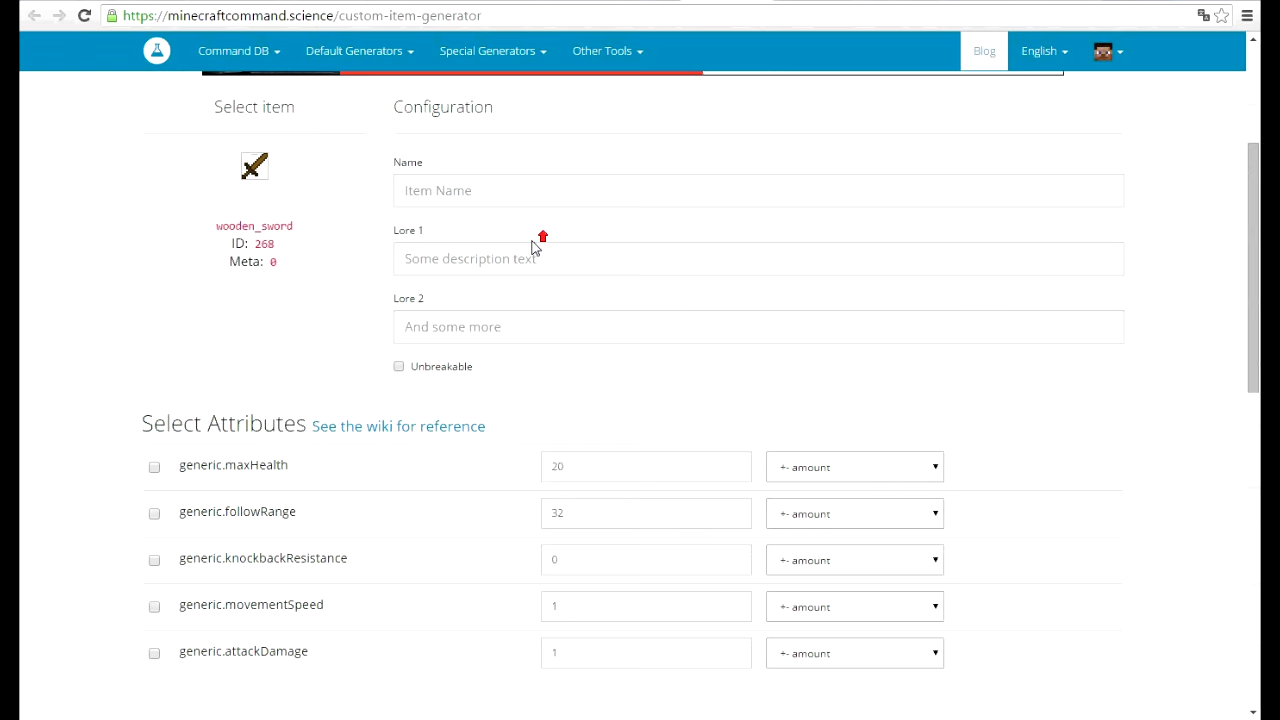 https://minecraftcommand.science/custom-item-generator
Command DB Default Generators Special Generators Other Tools Blog English
Select item Configuration
Name
Item Name
wooden_sword
ID: 268
Meta: 0
Lore 1
Some description text
Lore 2
And some more
Unbreakable
Select Attributes See the wiki for reference
generic.maxHealth 20 +- amount
generic.followRange 32 +- amount
generic.knockbackResistance 0 +- amount
generic.movementSpeed 1 +- amount
generic.attackDamage 1 +- amount